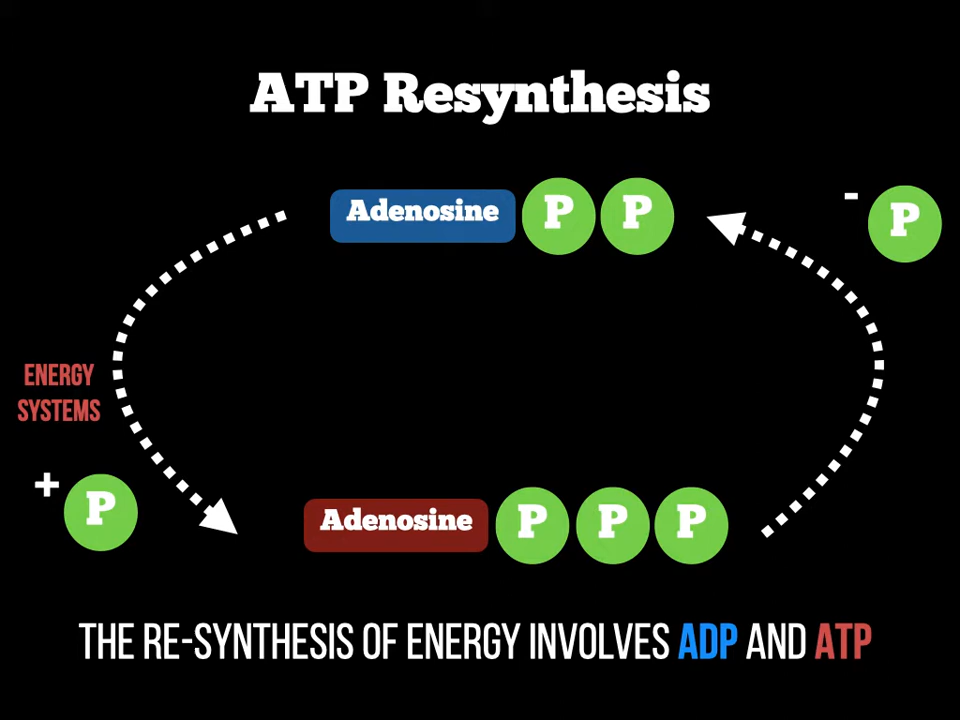 ATP Resynthesis
Adenosine P P
- P
ENERGY
SYSTEMS
+ P
Adenosine P P P
THE RE-SYNTHESIS OF ENERGY INVOLVES ADP AND ATP